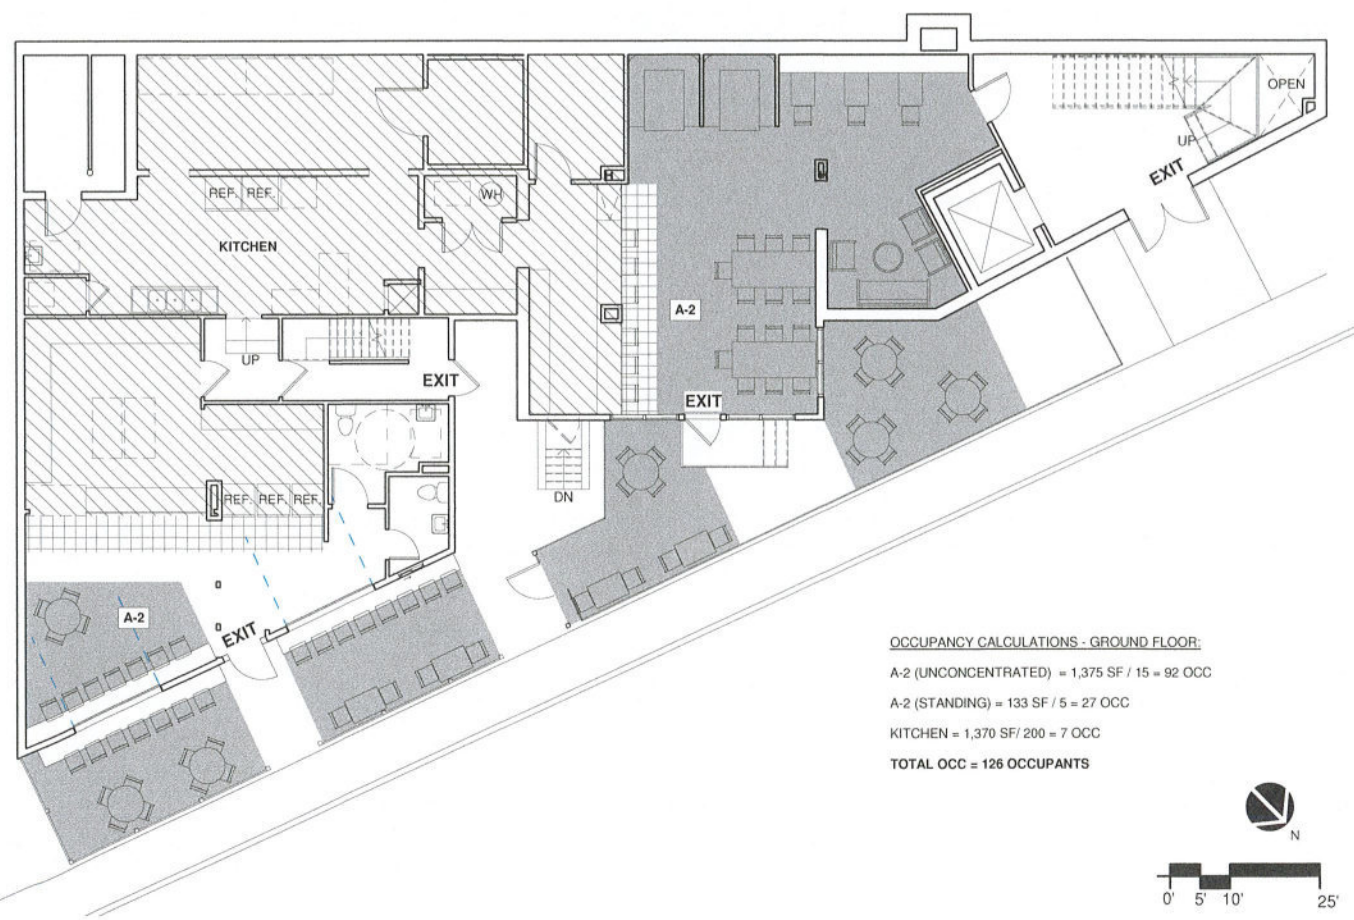 OPEN
UP
EXIT
REF. REF.
WH
KITCHEN
A-2
UP
EXIT
EXIT
REF. REF. REF.
DN
A-2
EXIT
OCCUPANCY CALCULATIONS - GROUND FLOOR:
A-2 (UNCONCENTRATED) = 1,375 SF / 15 = 92 OCC
A-2 (STANDING) = 133 SF / 5 = 27 OCC
KITCHEN = 1,370 SF/ 200 = 7 OCC
TOTAL OCC = 126 OCCUPANTS
N
0' 5' 10' 25'